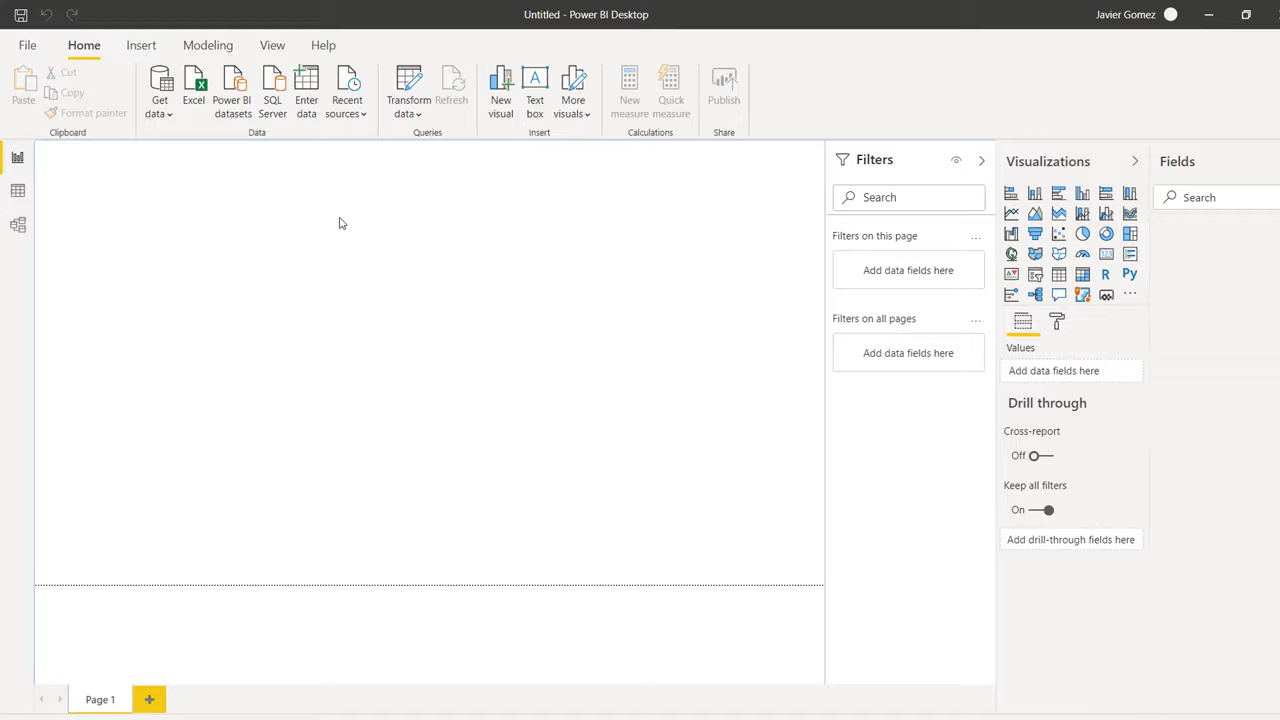 Untitled - Power BI Desktop
Javier Gomez
File Home Insert Modeling View Help
Paste
Cut
Copy
Format painter
Clipboard
Get data
Excel
Power BI datasets
SQL Server
Enter data
Recent sources
Data
Transform data
Refresh
Queries
New visual
Text box
More visuals
Insert
New measure
Quick measure
Calculations
Publish
Share
Filters
Search
Filters on this page
...
Add data fields here
Filters on all pages
...
Add data fields here
Visualizations
R
Py
...
Values
Add data fields here
Drill through
Cross-report
Off
Keep all filters
On
Add drill-through fields here
Fields
Search
Page 1